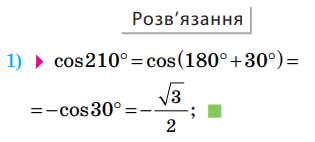 Розв’язання
1) cos210°=cos(180°+30°)=
=−cos30°=−√3/2;